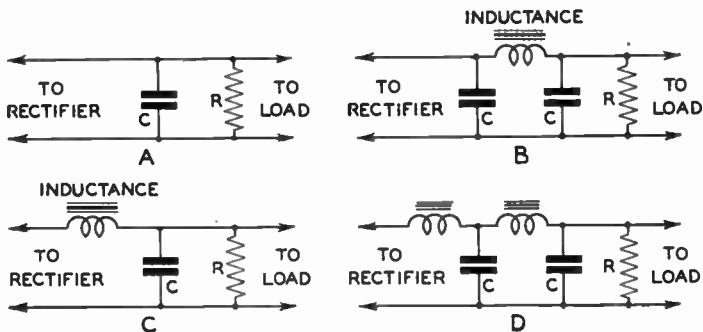 TO
RECTIFIER
C
R
TO
LOAD
A
INDUCTANCE
TO
RECTIFIER
C
C
R
TO
LOAD
B
INDUCTANCE
TO
RECTIFIER
C
R
TO
LOAD
C
TO
RECTIFIER
C
C
R
TO
LOAD
D